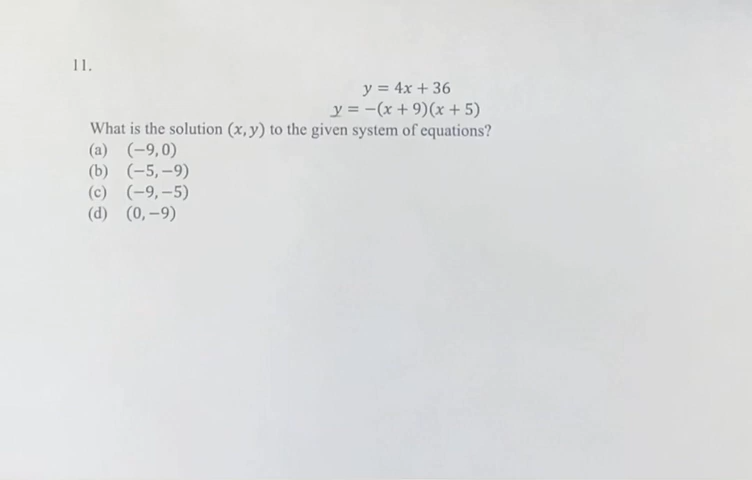 11.
y = 4x + 36
y = −(x + 9)(x + 5)
What is the solution (x, y) to the given system of equations?
(a) (−9, 0)
(b) (−5, −9)
(c) (−9, −5)
(d) (0, −9)